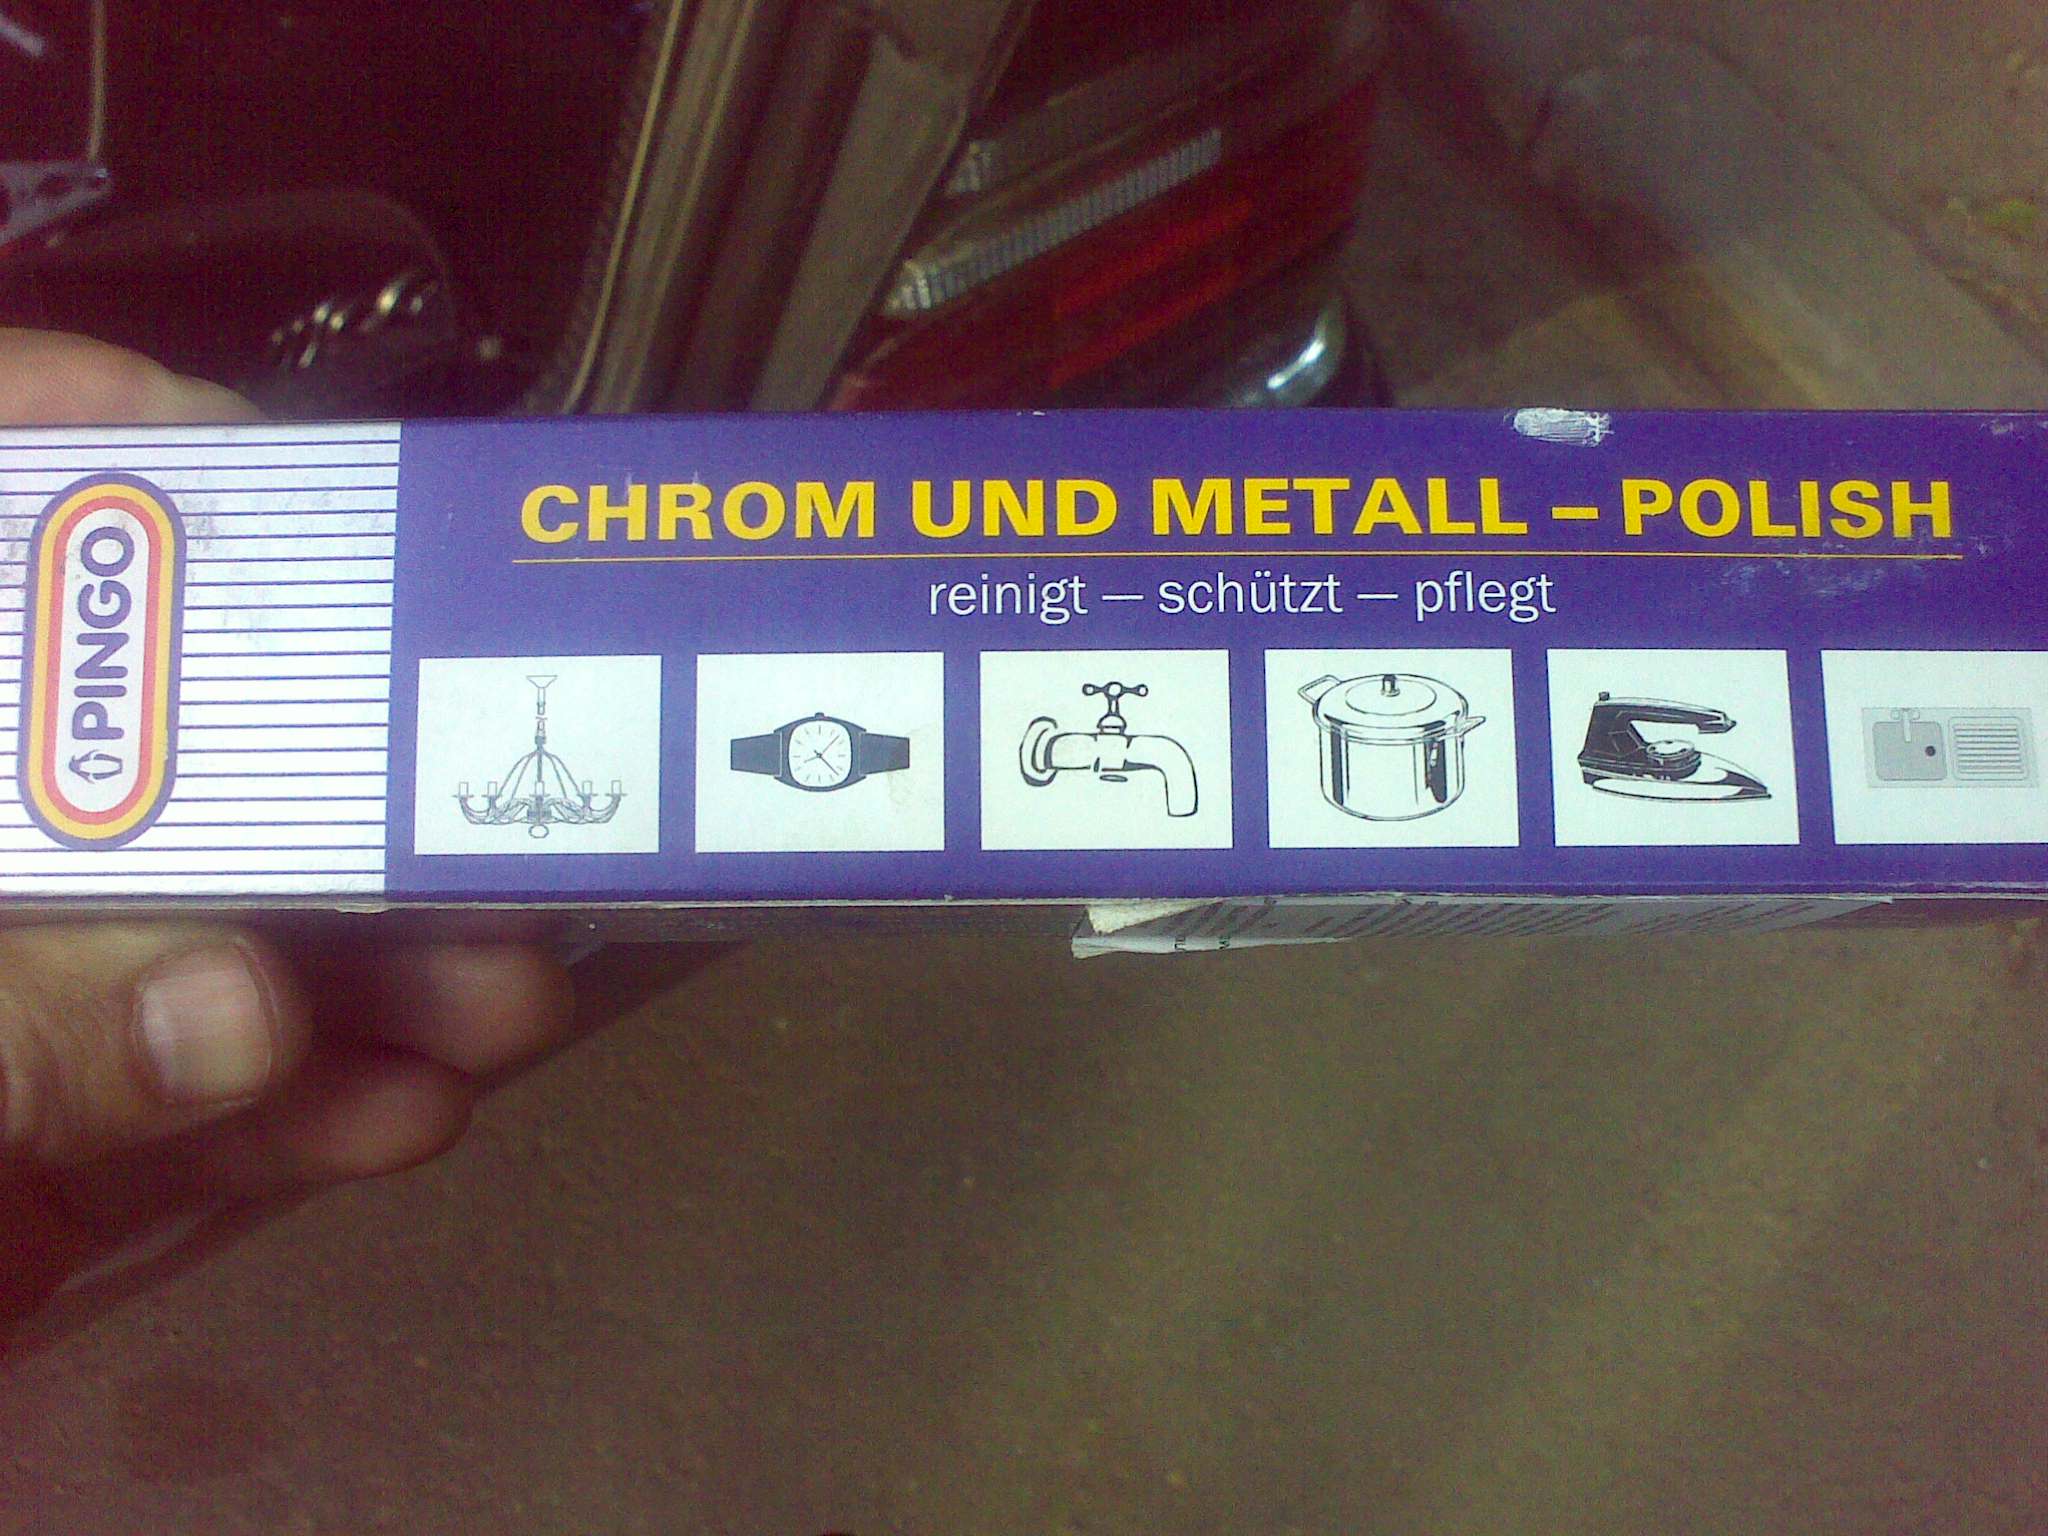 PINGO
CHROM UND METALL – POLISH
reinigt – schützt – pflegt